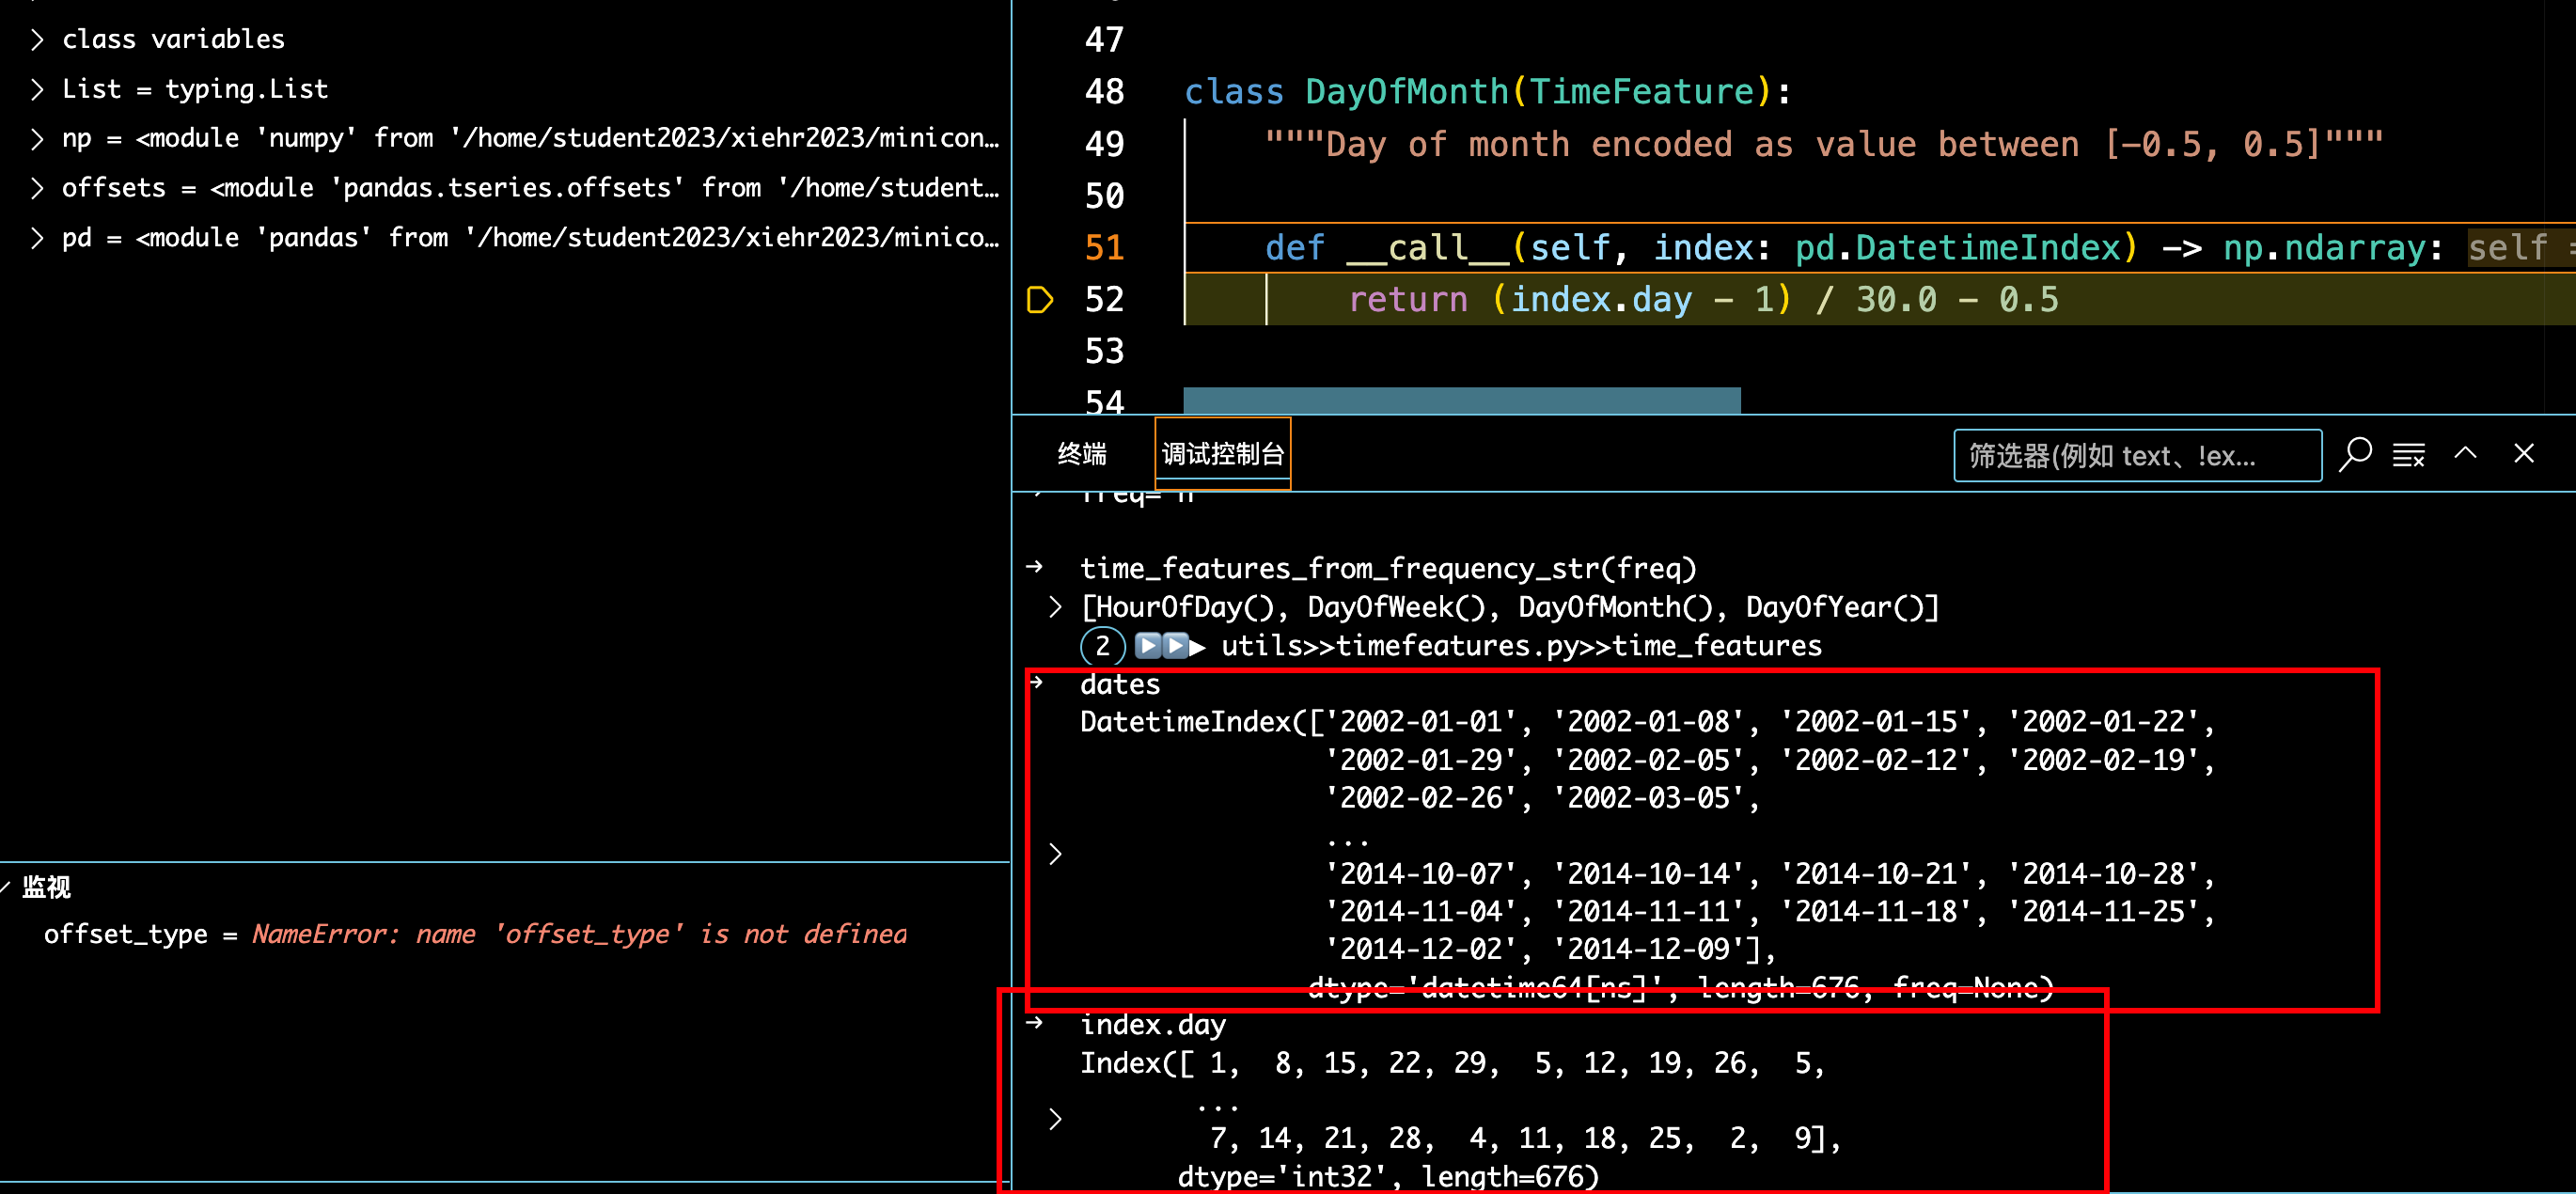 class variables
List = typing.List
np = <module 'numpy' from '/home/student2023/xiehr2023/minicon…
offsets = <module 'pandas.tseries.offsets' from '/home/student…
pd = <module 'pandas' from '/home/student2023/xiehr2023/minico…
监视
offset_type = NameError: name 'offset_type' is not defined
47
48 class DayOfMonth(TimeFeature):
49 """Day of month encoded as value between [-0.5, 0.5]"""
50
51 def __call__(self, index: pd.DatetimeIndex) -> np.ndarray: self =
52 return (index.day - 1) / 30.0 - 0.5
53
54
终端 调试控制台 筛选器(例如 text、!ex...
time_features_from_frequency_str(freq)
[HourOfDay(), DayOfWeek(), DayOfMonth(), DayOfYear()]
2 ▶▶▶ utils>>timefeatures.py>>time_features
dates
DatetimeIndex(['2002-01-01', '2002-01-08', '2002-01-15', '2002-01-22',
'2002-01-29', '2002-02-05', '2002-02-12', '2002-02-19',
'2002-02-26', '2002-03-05',
...
'2014-10-07', '2014-10-14', '2014-10-21', '2014-10-28',
'2014-11-04', '2014-11-11', '2014-11-18', '2014-11-25',
'2014-12-02', '2014-12-09'],
dtype='datetime64[ns]', length=676, freq=None)
index.day
Index([ 1, 8, 15, 22, 29, 5, 12, 19, 26, 5,
...
7, 14, 21, 28, 4, 11, 18, 25, 2, 9],
dtype='int32', length=676)